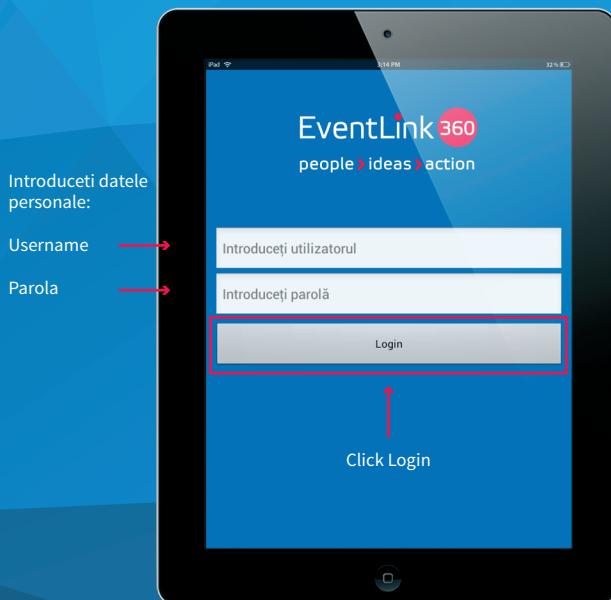 iPad
3:14 PM
32 %
EventLink 360
people > ideas > action
Introduceti datele
personale:
Username
Parola
Introduceți utilizatorul
Introduceți parolă
Login
Click Login